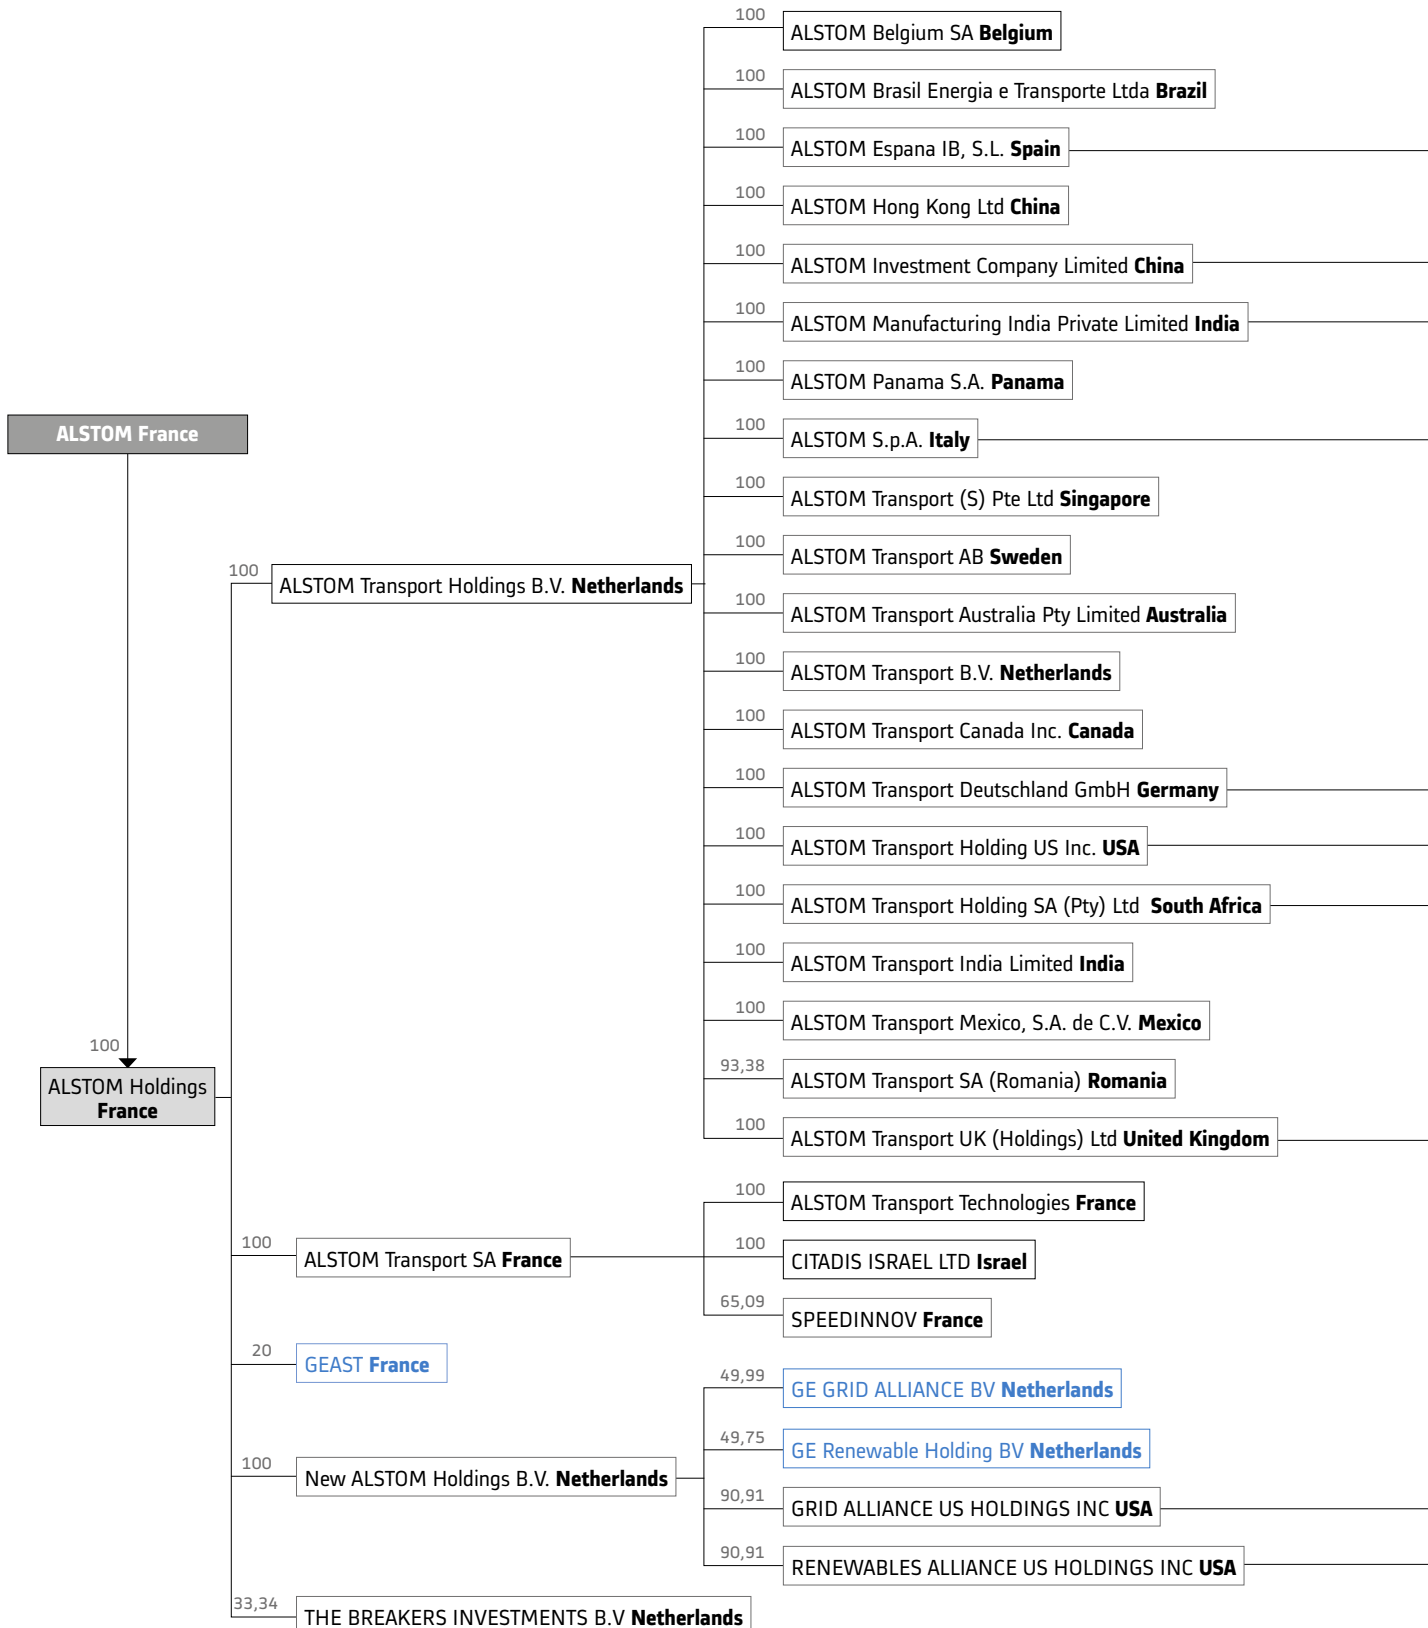 100
ALSTOM Belgium SA Belgium
100
ALSTOM Brasil Energia e Transporte Ltda Brazil
100
ALSTOM Espana IB, S.L. Spain
100
ALSTOM Hong Kong Ltd China
100
ALSTOM Investment Company Limited China
100
ALSTOM Manufacturing India Private Limited India
100
ALSTOM Panama S.A. Panama
ALSTOM France
100
ALSTOM S.p.A. Italy
100
ALSTOM Transport (S) Pte Ltd Singapore
100
ALSTOM Transport AB Sweden
100
ALSTOM Transport Holdings B.V. Netherlands
100
ALSTOM Transport Australia Pty Limited Australia
100
ALSTOM Transport B.V. Netherlands
100
ALSTOM Transport Canada Inc. Canada
100
ALSTOM Transport Deutschland GmbH Germany
100
ALSTOM Transport Holding US Inc. USA
100
ALSTOM Transport Holding SA (Pty) Ltd South Africa
100
ALSTOM Transport India Limited India
100
ALSTOM Transport Mexico, S.A. de C.V. Mexico
100
ALSTOM Holdings
France
93,38
ALSTOM Transport SA (Romania) Romania
100
ALSTOM Transport UK (Holdings) Ltd United Kingdom
100
ALSTOM Transport Technologies France
100
ALSTOM Transport SA France
100
CITADIS ISRAEL LTD Israel
65,09
SPEEDINNOV France
20
GEAST France
49,99
GE GRID ALLIANCE BV Netherlands
49,75
GE Renewable Holding BV Netherlands
100
New ALSTOM Holdings B.V. Netherlands
90,91
GRID ALLIANCE US HOLDINGS INC USA
90,91
RENEWABLES ALLIANCE US HOLDINGS INC USA
33,34
THE BREAKERS INVESTMENTS B.V Netherlands